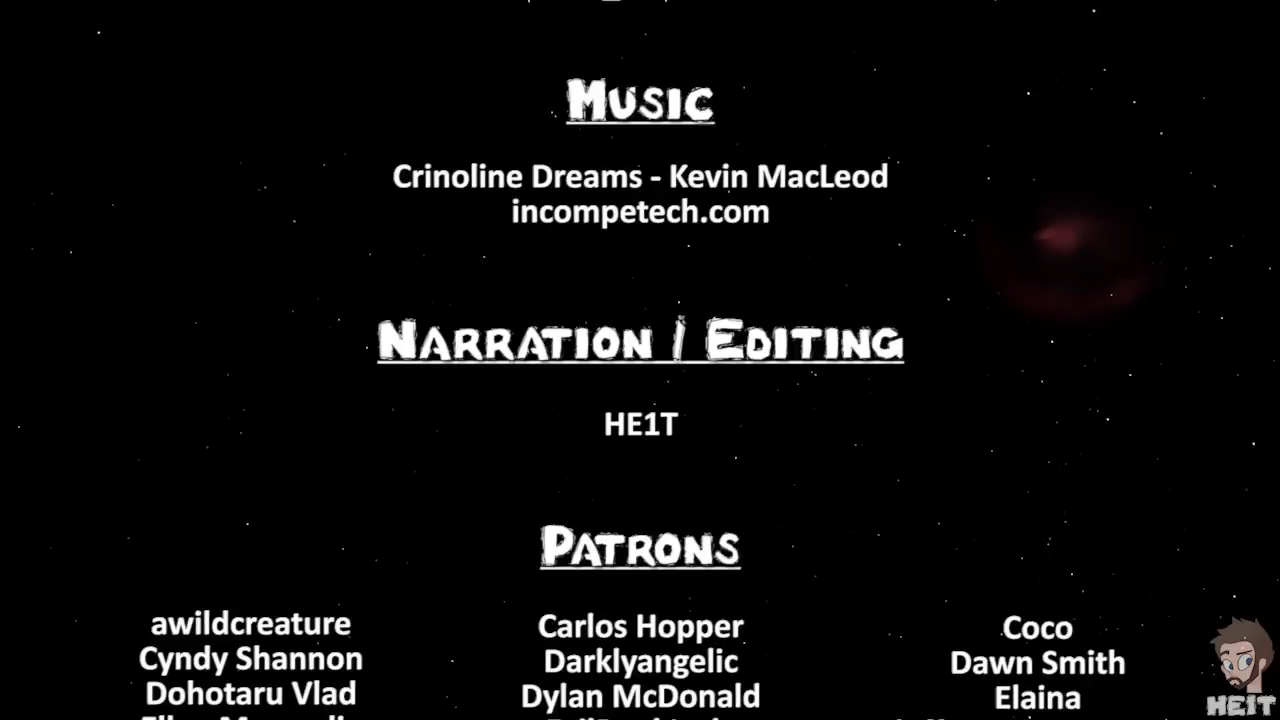 Music
Crinoline Dreams - Kevin MacLeod
incompetech.com
Narration / Editing
HE1T
Patrons
awildcreature Carlos Hopper Coco
Cyndy Shannon Darklyangelic Dawn Smith
Dohotaru Vlad Dylan McDonald Elaina
HE1T